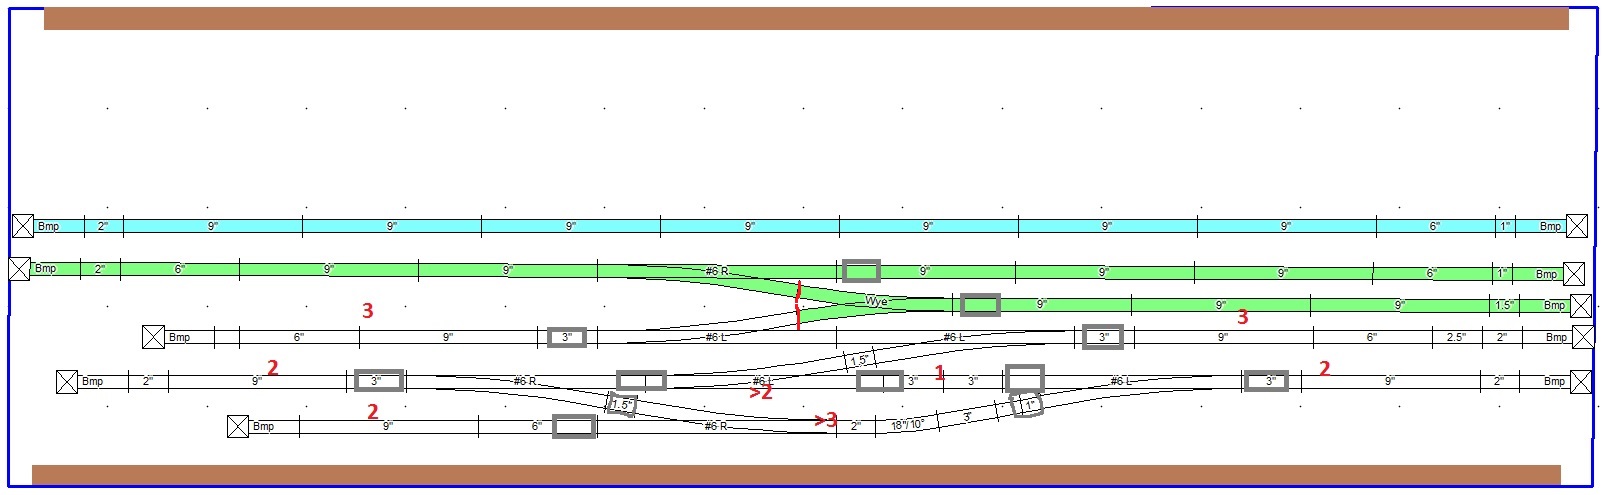 Bmp 2" 9" 9" 9" 9" 9" 9" 9" 6" 1" Bmp
Bmp 2" 6" 9" 9" #6 R 9" 9" 9" 6" 1" Bmp
Wye 9" 9" 9" 1.5" Bmp
3 3
Bmp 6" 9" 3" #6 L #6 L 3" 9" 6" 2.5" 2" Bmp
1.5"
2 1 2
Bmp 2" 9" 3" #6 R #6 L 3" 3" #6 L 3" 9" 2" Bmp
>2
1.5" 1"
2 >3 3"
Bmp 9" 6" #6 R 2" 18"/10°